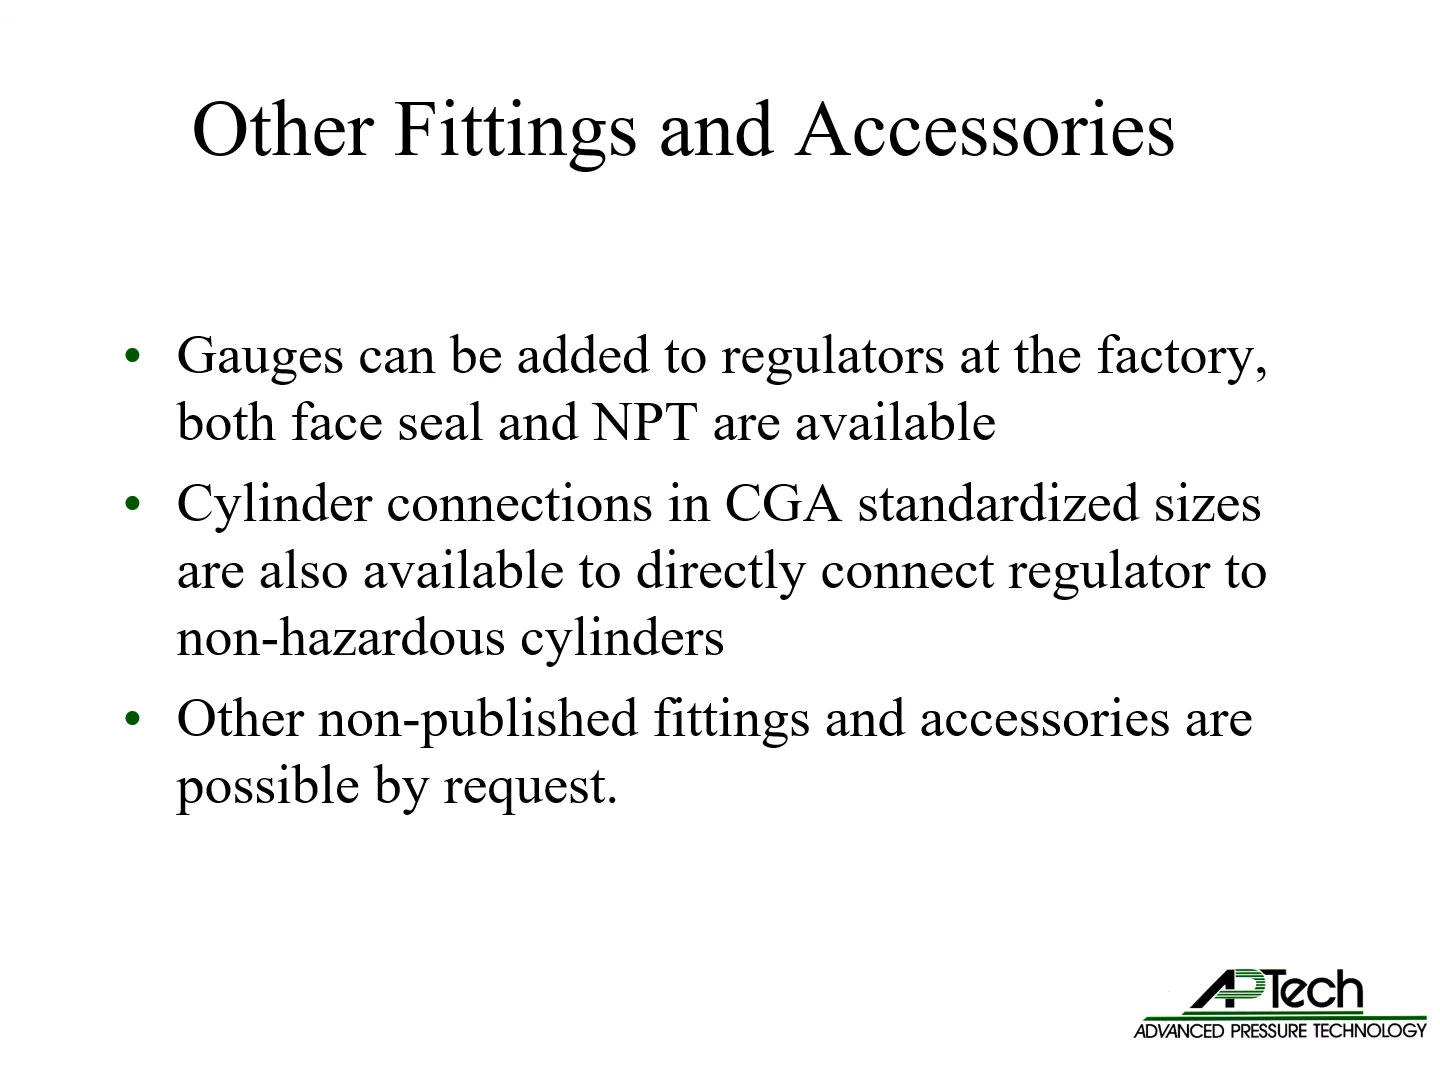 Other Fittings and Accessories
• Gauges can be added to regulators at the factory,
both face seal and NPT are available
• Cylinder connections in CGA standardized sizes
are also available to directly connect regulator to
non-hazardous cylinders
• Other non-published fittings and accessories are
possible by request.
APTech
ADVANCED PRESSURE TECHNOLOGY